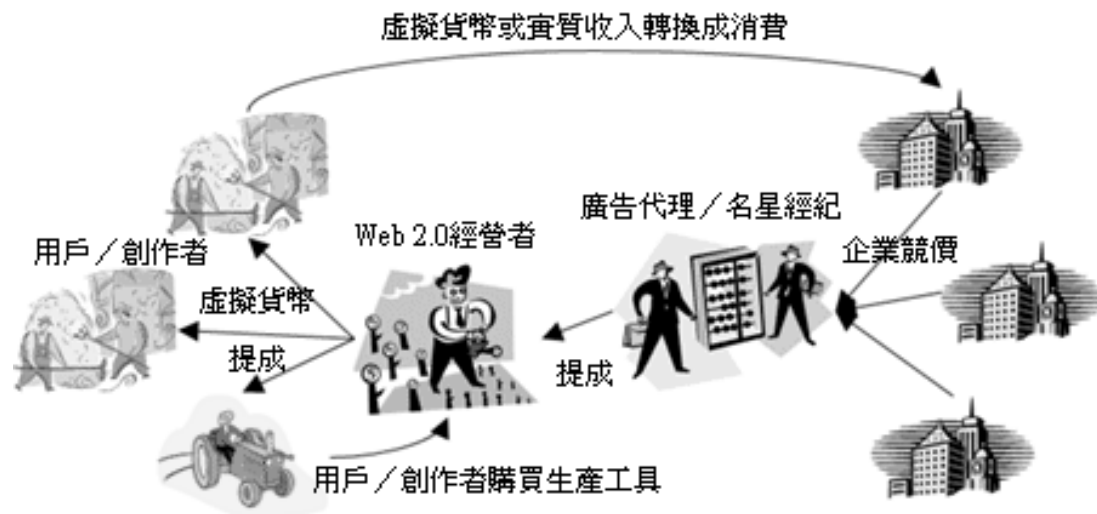 虛擬貨幣或實質收入轉換成消費
廣告代理／名星經紀
Web 2.0經營者
用戶／創作者
企業競價
虛擬貨幣
提成
提成
用戶／創作者購買生產工具